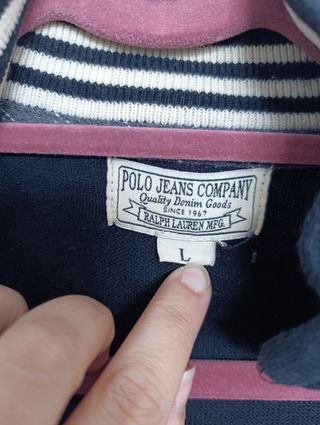 POLO JEANS COMPANY
Quality Denim Goods
SINCE 1967
RALPH LAUREN MFG.
L